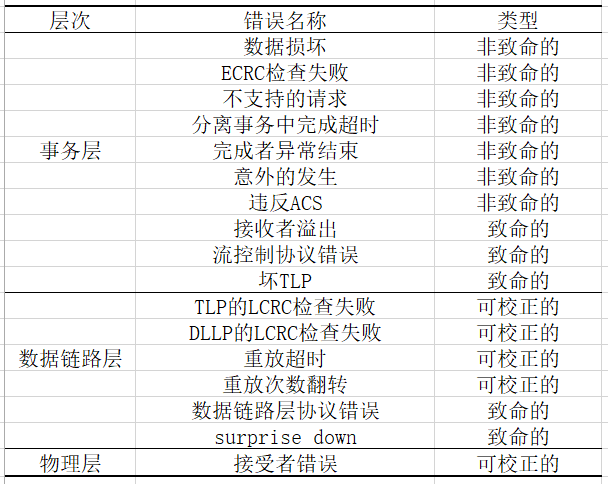 层次 错误名称 类型
数据损坏 非致命的
ECRC检查失败 非致命的
不支持的请求 非致命的
分离事务中完成超时 非致命的
事务层 完成者异常结束 非致命的
意外的发生 非致命的
违反ACS 非致命的
接收者溢出 致命的
流控制协议错误 致命的
坏TLP 致命的
TLP的LCRC检查失败 可校正的
DLLP的LCRC检查失败 可校正的
数据链路层 重放超时 可校正的
重放次数翻转 可校正的
数据链路层协议错误 致命的
surprise down 致命的
物理层 接受者错误 可校正的